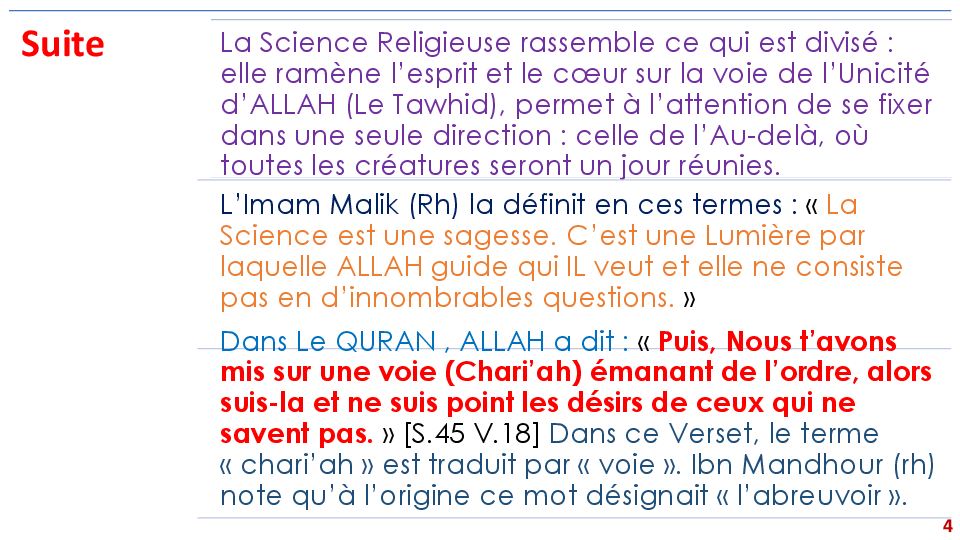 Suite
La Science Religieuse rassemble ce qui est divisé :
elle ramène l’esprit et le cœur sur la voie de l’Unicité
d’ALLAH (Le Tawhid), permet à l’attention de se fixer
dans une seule direction : celle de l’Au-delà, où
toutes les créatures seront un jour réunies.
L’Imam Malik (Rh) la définit en ces termes : « La
Science est une sagesse. C’est une Lumière par
laquelle ALLAH guide qui IL veut et elle ne consiste
pas en d’innombrables questions. »
Dans Le QURAN , ALLAH a dit : « Puis, Nous t’avons
mis sur une voie (Chari’ah) émanant de l’ordre, alors
suis-la et ne suis point les désirs de ceux qui ne
savent pas. » [S.45 V.18] Dans ce Verset, le terme
« chari’ah » est traduit par « voie ». Ibn Mandhour (rh)
note qu’à l’origine ce mot désignait « l’abreuvoir ».
4